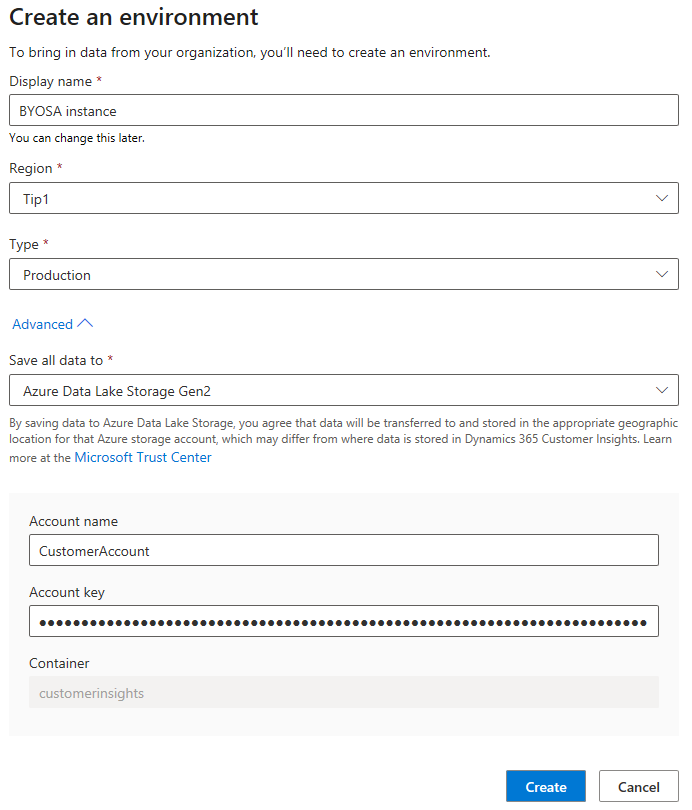 Create an environment
To bring in data from your organization, you'll need to create an environment.
Display name *
BYOSA instance
You can change this later.
Region *
Tip1
Type *
Production
Advanced
Save all data to *
Azure Data Lake Storage Gen2
By saving data to Azure Data Lake Storage, you agree that data will be transferred to and stored in the appropriate geographic
location for that Azure storage account, which may differ from where data is stored in Dynamics 365 Customer Insights. Learn
more at the Microsoft Trust Center
Account name
CustomerAccount
Account key
Container
customerinsights
Create Cancel